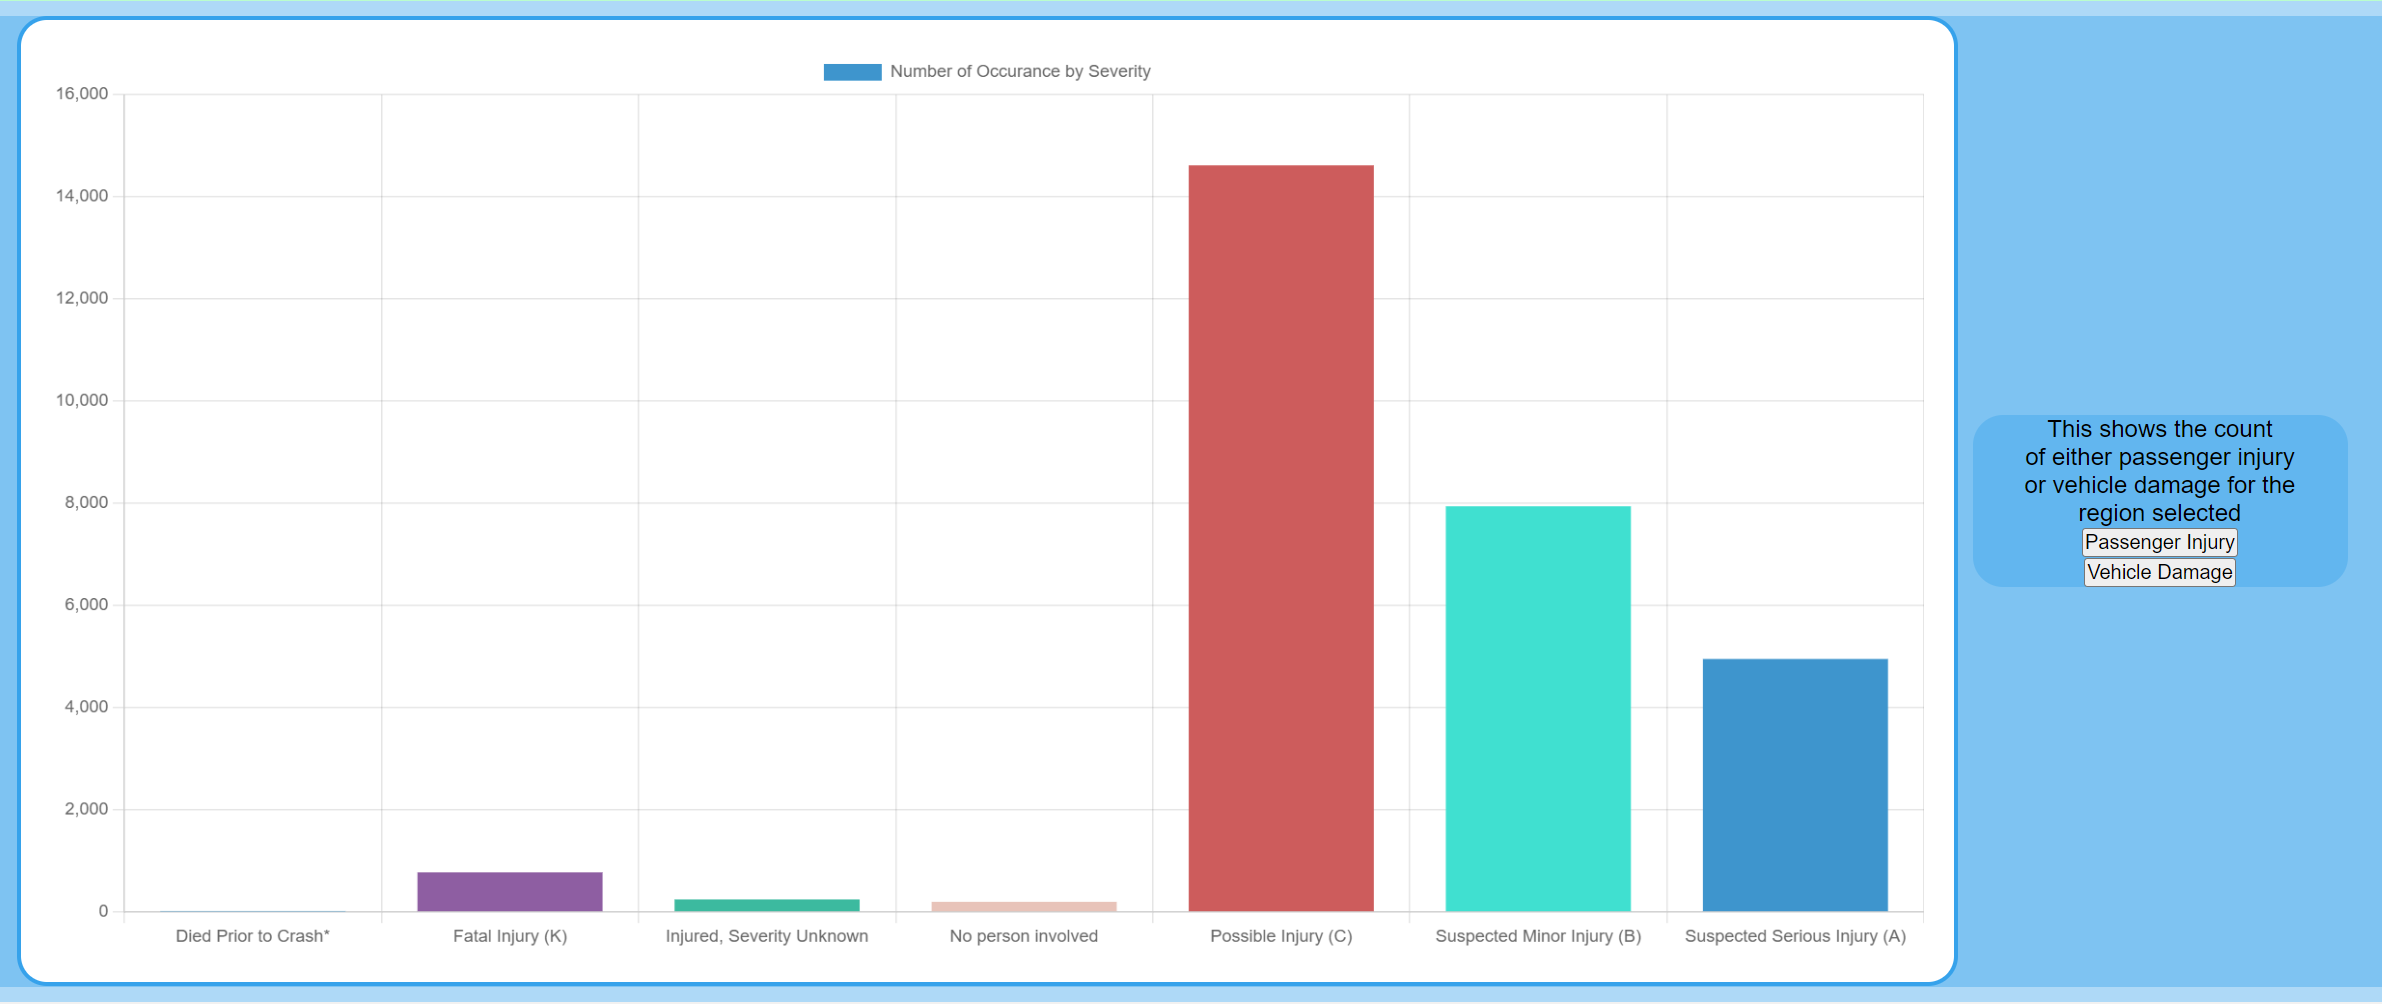 Number of Occurance by Severity
16,000
14,000
12,000
10,000
8,000
6,000
4,000
2,000
0
Died Prior to Crash*
Fatal Injury (K)
Injured, Severity Unknown
No person involved
Possible Injury (C)
Suspected Minor Injury (B)
Suspected Serious Injury (A)
This shows the count
of either passenger injury
or vehicle damage for the
region selected
Passenger Injury
Vehicle Damage